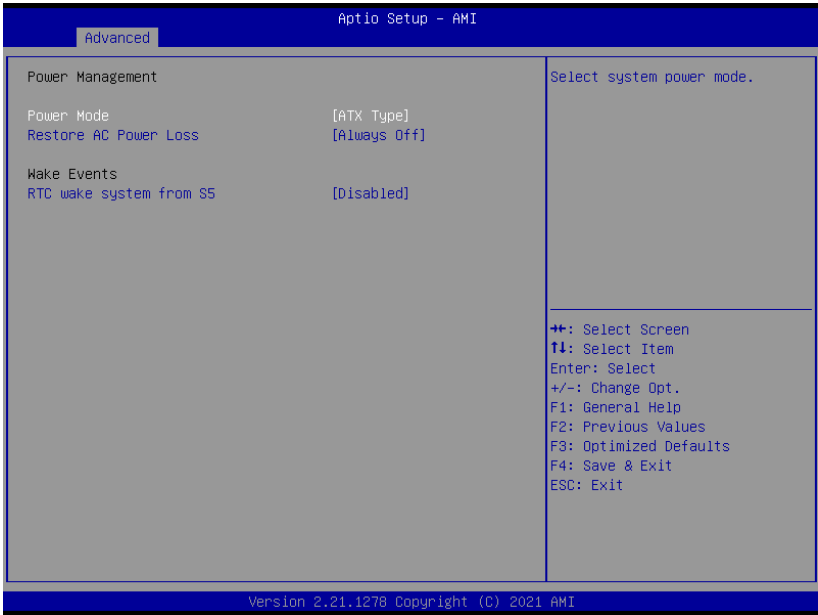 Aptio Setup - AMI
Advanced
Power Management
Power Mode [ATX Type]
Restore AC Power Loss [Always Off]
Wake Events
RTC wake system from S5 [Disabled]
Select system power mode.
→←: Select Screen
↑↓: Select Item
Enter: Select
+/-: Change Opt.
F1: General Help
F2: Previous Values
F3: Optimized Defaults
F4: Save & Exit
ESC: Exit
Version 2.21.1278 Copyright (C) 2021 AMI